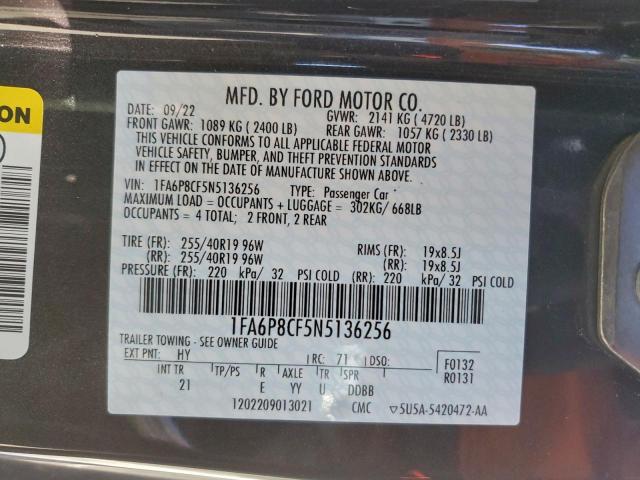 ON
MFD. BY FORD MOTOR CO.
DATE: 09/22 GVWR: 2141 KG ( 4720 LB)
FRONT GAWR: 1089 KG ( 2400 LB) REAR GAWR: 1057 KG ( 2330 LB)
THIS VEHICLE CONFORMS TO ALL APPLICABLE FEDERAL MOTOR
VEHICLE SAFETY, BUMPER, AND THEFT PREVENTION STANDARDS
IN EFFECT ON THE DATE OF MANUFACTURE SHOWN ABOVE.
VIN: 1FA6P8CF5N5136256 TYPE: Passenger Car
MAXIMUM LOAD = OCCUPANTS + LUGGAGE = 302KG/ 668LB
OCCUPANTS = 4 TOTAL; 2 FRONT, 2 REAR
TIRE (FR): 255/40R19 96W RIMS (FR): 19x8.5J
(RR): 255/40R19 96W (RR): 19x8.5J
PRESSURE (FR): 220 kPa/ 32 PSI COLD (RR): 220 kPa/ 32 PSI COLD
1FA6P8CF5N5136256
TRAILER TOWING - SEE OWNER GUIDE
EXT PNT: HY RC: 71 DSO: F0132
INT TR TP/PS R AXLE TR SPR R0131
21 E YY U DDBB
1202209013021 CMC 5U5A-5420472-AA